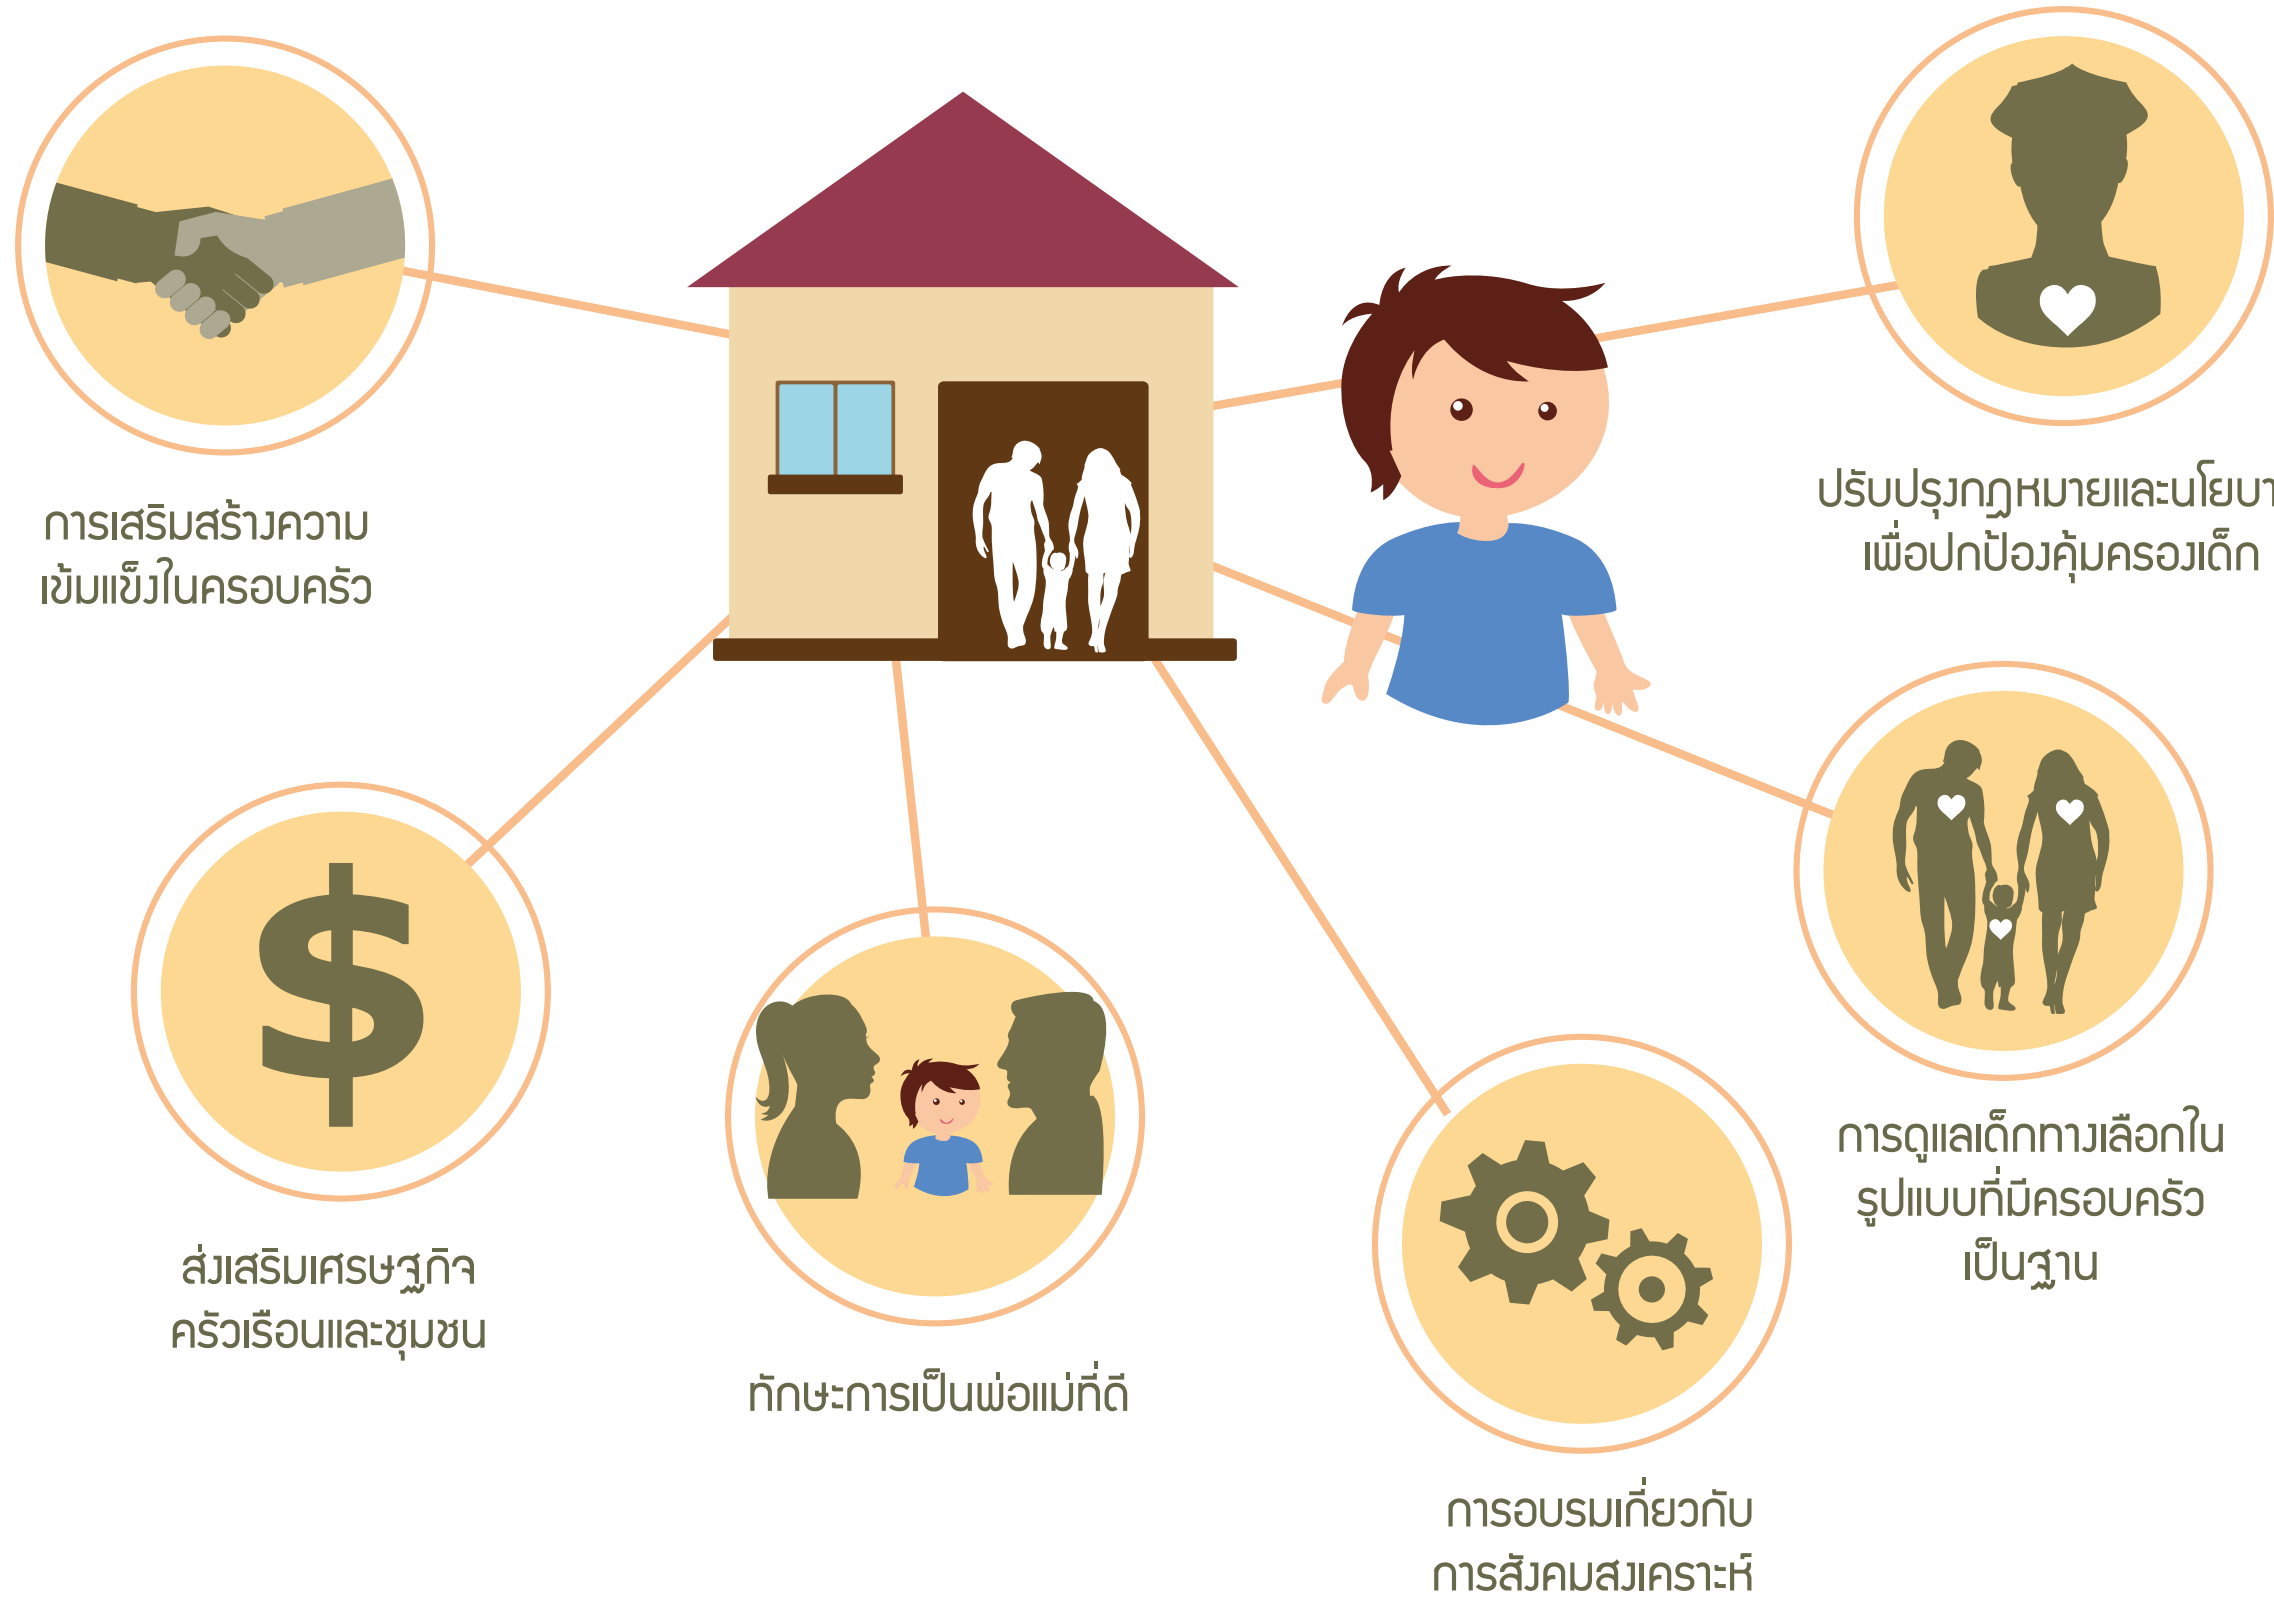 การเสริมสร้างความ
เข้มแข็งในครอบครัว
ปรับปรุงกฎหมายและนโยบา
เพื่อปกป้องคุ้มครองเด็ก
ส่งเสริมเศรษฐกิจ
ครัวเรือนและชุมชน
ทักษะการเป็นพ่อแม่ที่ดี
การอบรมเกี่ยวกับ
การสังคมสงเคราะห์
การดูแลเด็กทางเลือกใน
รูปแบบที่มีครอบครัว
เป็นฐาน